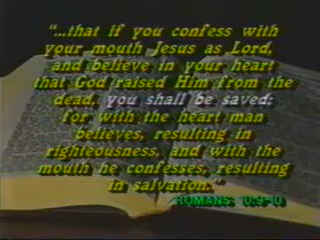 "...that if you confess with
your mouth Jesus as Lord,
and believe in your heart
that God raised Him from the
dead, you shall be saved;
for with the heart man
believes, resulting in
righteousness, and with the
mouth he confesses, resulting
in salvation."
ROMANS 10:9-10